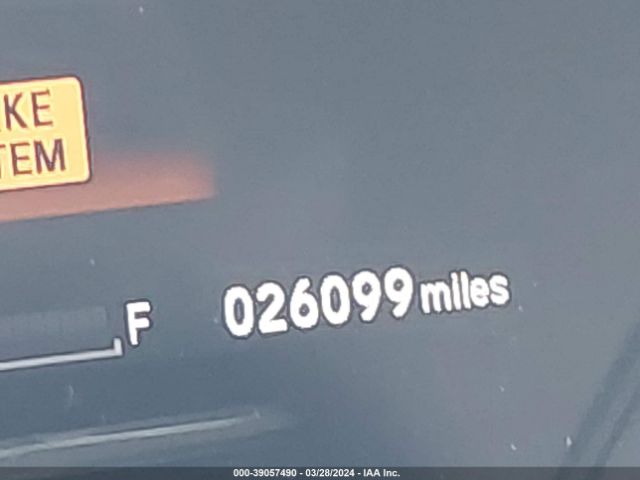 KE
TEM
F
026099 miles
000-39057490 - 03/28/2024 - IAA Inc.